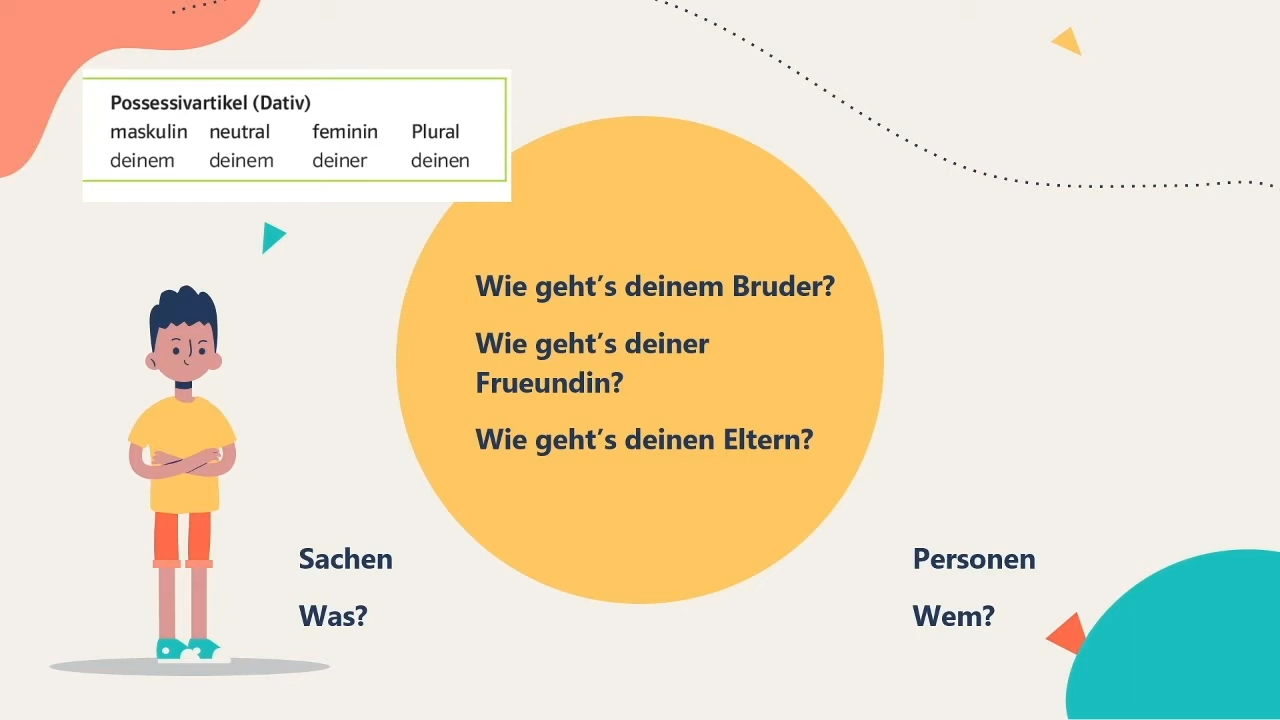 Possessivartikel (Dativ)
maskulin neutral feminin Plural
deinem deinem deiner deinen
Wie geht’s deinem Bruder?
Wie geht’s deiner
Frueundin?
Wie geht’s deinen Eltern?
Sachen
Was?
Personen
Wem?